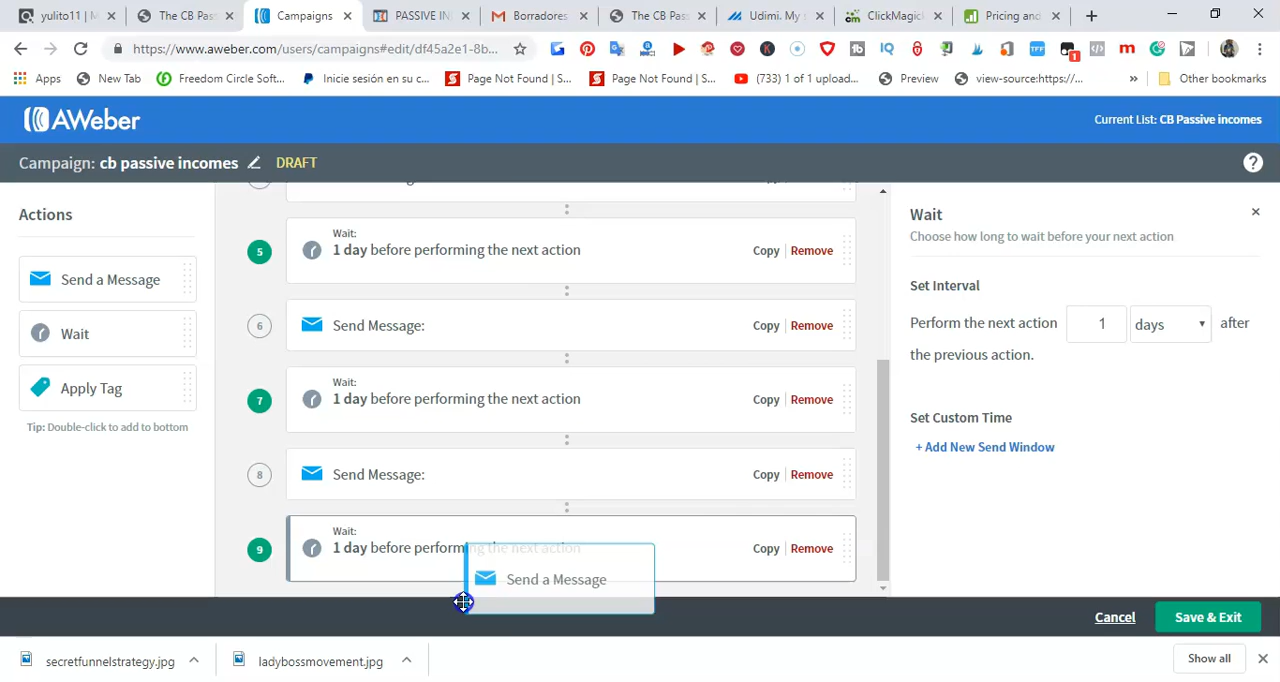 yulito11 | M
The CB Pas
Campaigns
PASSIVE IN
Borradores
The CB Pas
Udimi. My s
ClickMagic
Pricing and
https://www.aweber.com/users/campaigns#edit/df45a2e1-8b...
Apps
New Tab
Freedom Circle Soft...
Inicie sesión en su c...
Page Not Found | S...
Page Not Found | S...
(733) 1 of 1 upload...
Preview
view-source:https:/...
»
Other bookmarks
AWeber
Current List: CB Passive incomes
Campaign: cb passive incomes
DRAFT
?
Actions
Send a Message
Wait
Apply Tag
Tip: Double-click to add to bottom
5
Wait:
1 day before performing the next action
Copy | Remove
6
Send Message:
Copy | Remove
7
Wait:
1 day before performing the next action
Copy | Remove
8
Send Message:
Copy | Remove
9
Wait:
1 day before performing the next action
Copy | Remove
Send a Message
Wait
Choose how long to wait before your next action
Set Interval
Perform the next action 1 days after
the previous action.
Set Custom Time
+ Add New Send Window
Cancel
Save & Exit
secretfunnelstrategy.jpg
ladybossmovement.jpg
Show all